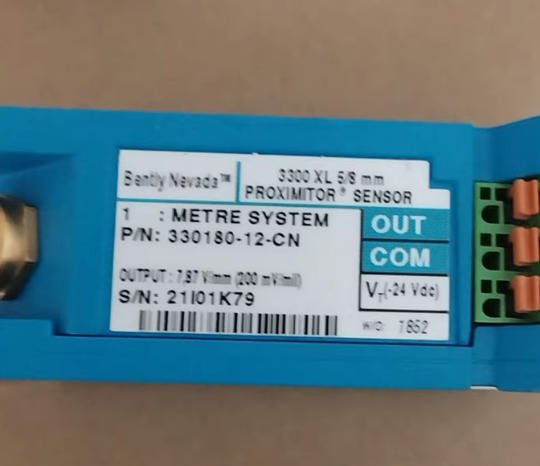 Bently Nevada™
3300 XL 5/8 mm
PROXIMITOR® SENSOR
1 : METRE SYSTEM
P/N: 330180-12-CN
OUTPUT : 7,87 V/mm (200 mV/mil)
S/N: 21I01K79
OUT
COM
VT(-24 Vdc)
W/O: 1852